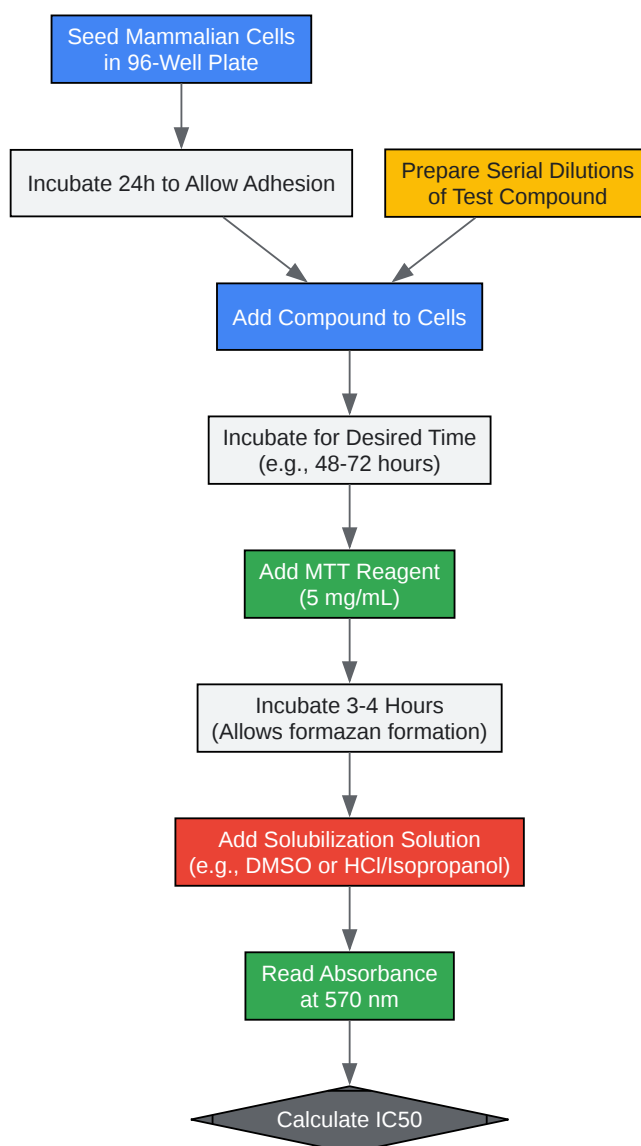 Seed Mammalian Cells
in 96-Well Plate
Incubate 24h to Allow Adhesion
Prepare Serial Dilutions
of Test Compound
Add Compound to Cells
Incubate for Desired Time
(e.g., 48-72 hours)
Add MTT Reagent
(5 mg/mL)
Incubate 3-4 Hours
(Allows formazan formation)
Add Solubilization Solution
(e.g., DMSO or HCl/Isopropanol)
Read Absorbance
at 570 nm
Calculate IC50